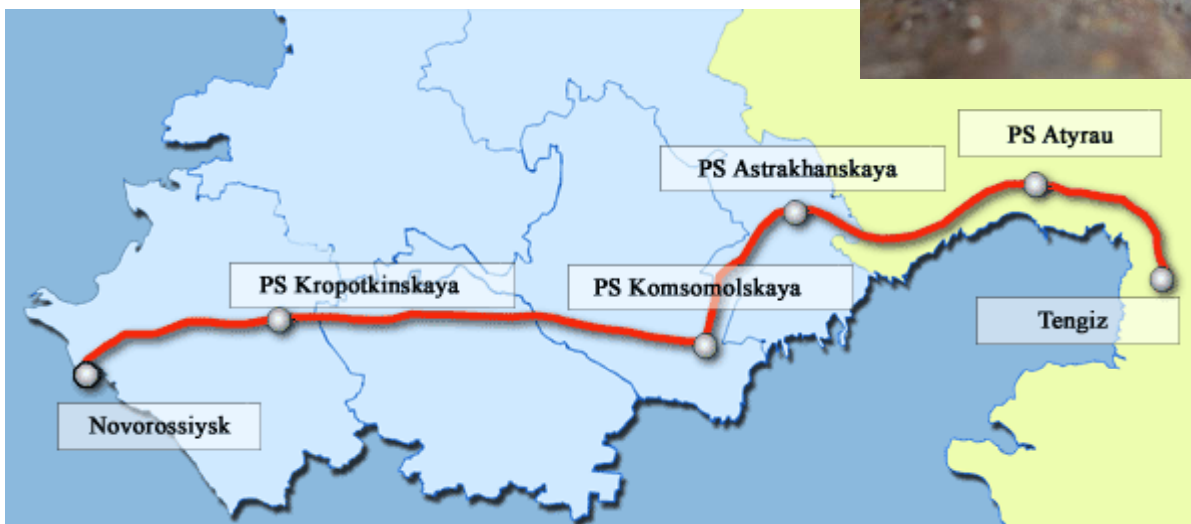 PS Atyrau
PS Astrakhanskaya
PS Kropotkinskaya
PS Komsomolskaya
Tengiz
Novorossiysk